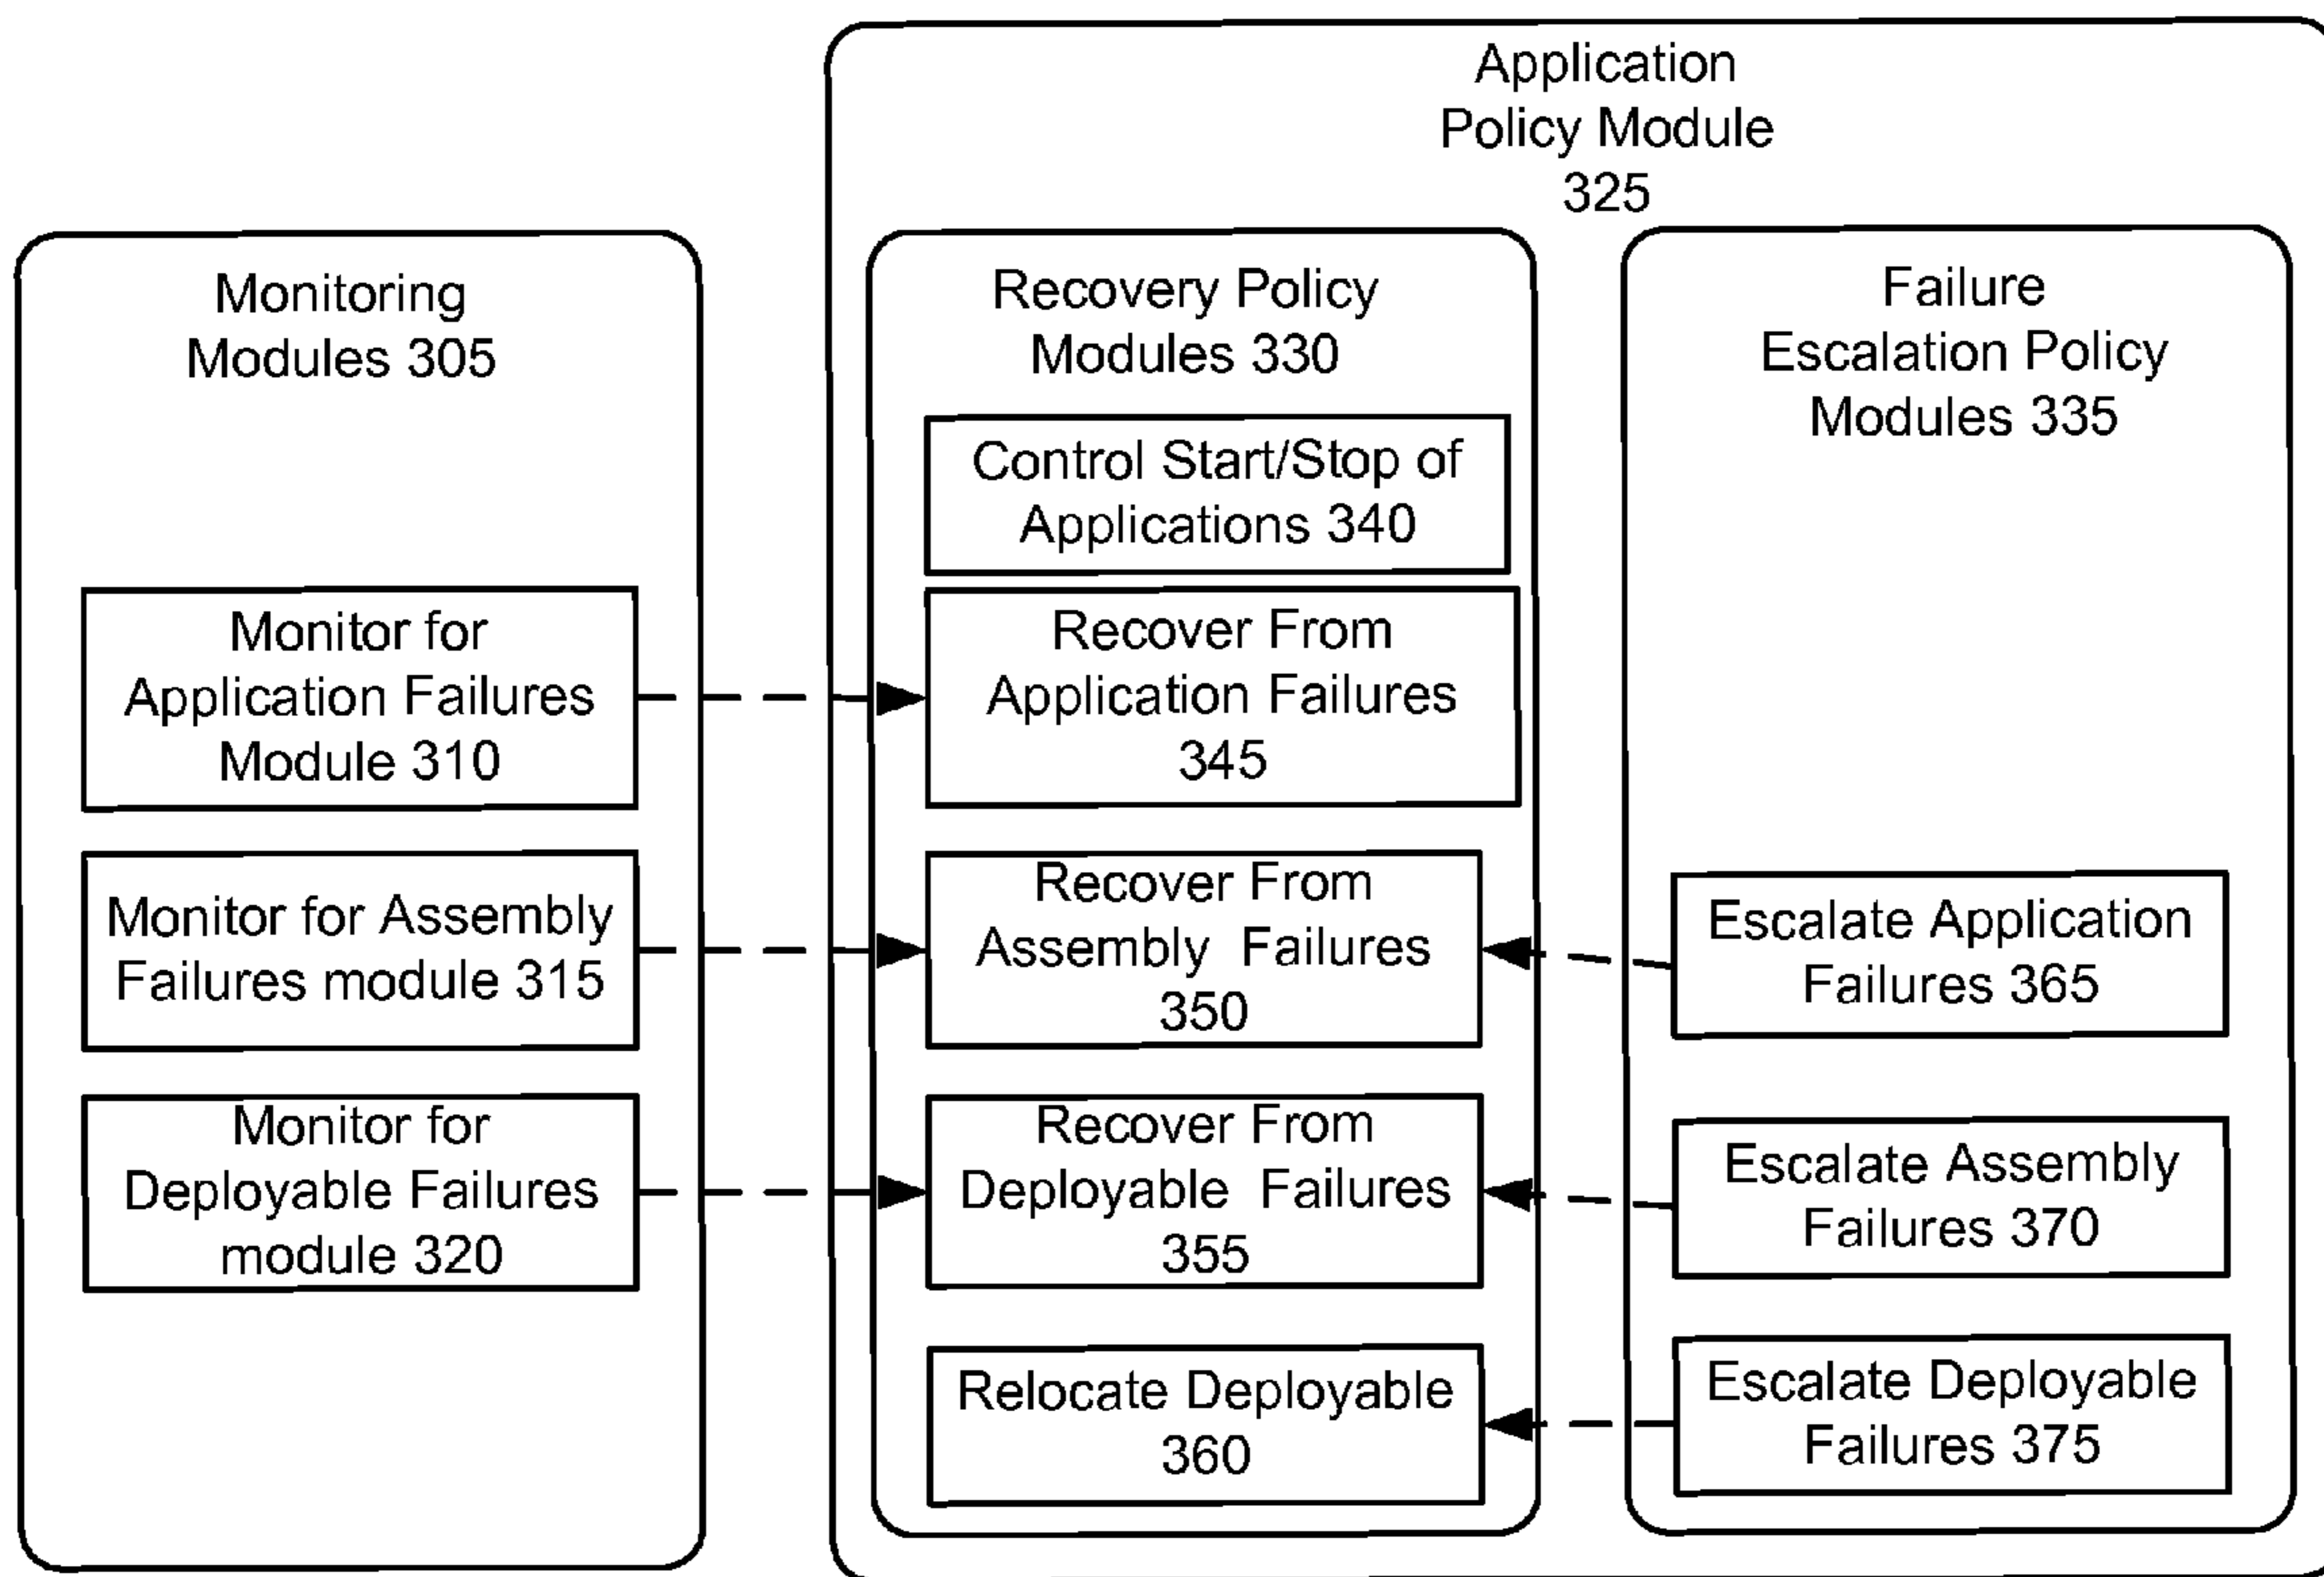 Application
Policy Module
325
Monitoring
Modules 305
Monitor for
Application Failures
Module 310
Monitor for Assembly
Failures module 315
Monitor for
Deployable Failures
module 320
Recovery Policy
Modules 330
Control Start/Stop of
Applications 340
Recover From
Application Failures
345
Recover From
Assembly Failures
350
Recover From
Deployable Failures
355
Relocate Deployable
360
Failure
Escalation Policy
Modules 335
Escalate Application
Failures 365
Escalate Assembly
Failures 370
Escalate Deployable
Failures 375